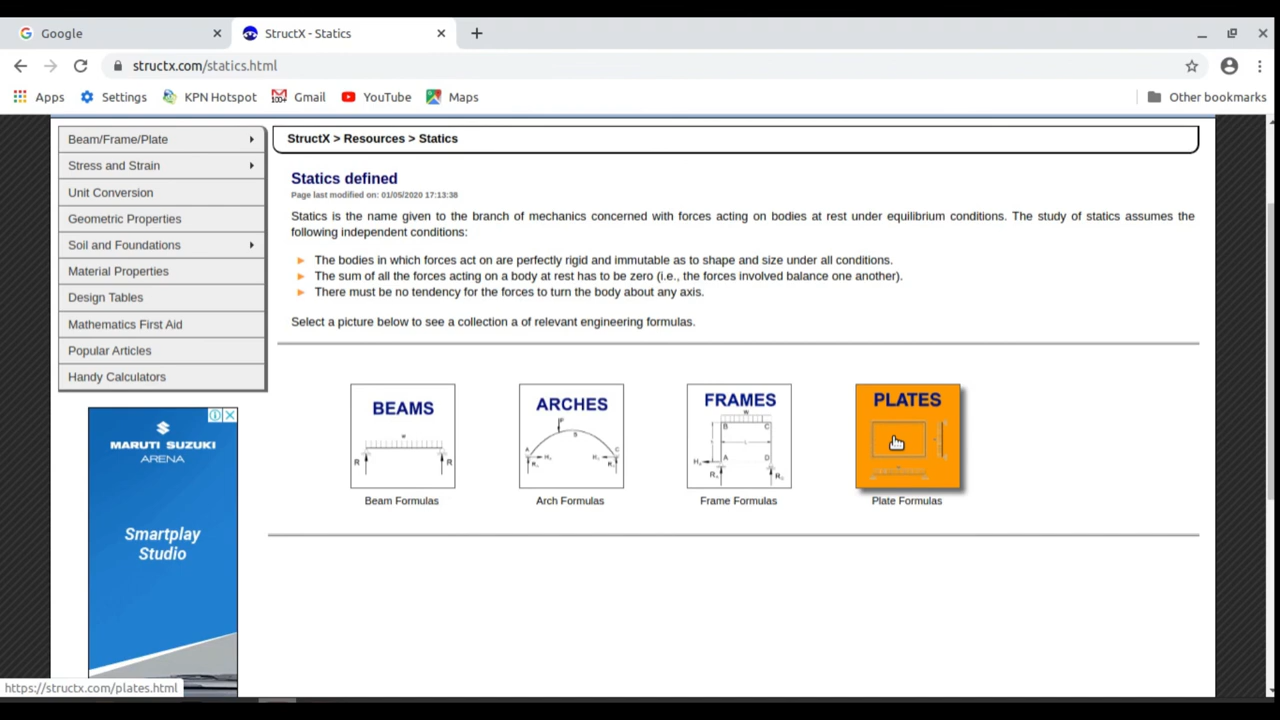 Google
StructX - Statics
structx.com/statics.html
Apps
Settings
KPN Hotspot
Gmail
YouTube
Maps
Other bookmarks
Beam/Frame/Plate
Stress and Strain
Unit Conversion
Geometric Properties
Soil and Foundations
Material Properties
Design Tables
Mathematics First Aid
Popular Articles
Handy Calculators
StructX > Resources > Statics
Statics defined
Page last modified on: 01/05/2020 17:13:38
Statics is the name given to the branch of mechanics concerned with forces acting on bodies at rest under equilibrium conditions. The study of statics assumes the
following independent conditions:
The bodies in which forces act on are perfectly rigid and immutable as to shape and size under all conditions.
The sum of all the forces acting on a body at rest has to be zero (i.e., the forces involved balance one another).
There must be no tendency for the forces to turn the body about any axis.
Select a picture below to see a collection a of relevant engineering formulas.
BEAMS
R R
Beam Formulas
ARCHES
Arch Formulas
FRAMES
B C
A D
Frame Formulas
PLATES
Plate Formulas
MARUTI SUZUKI
ARENA
Smartplay
Studio
https://structx.com/plates.html